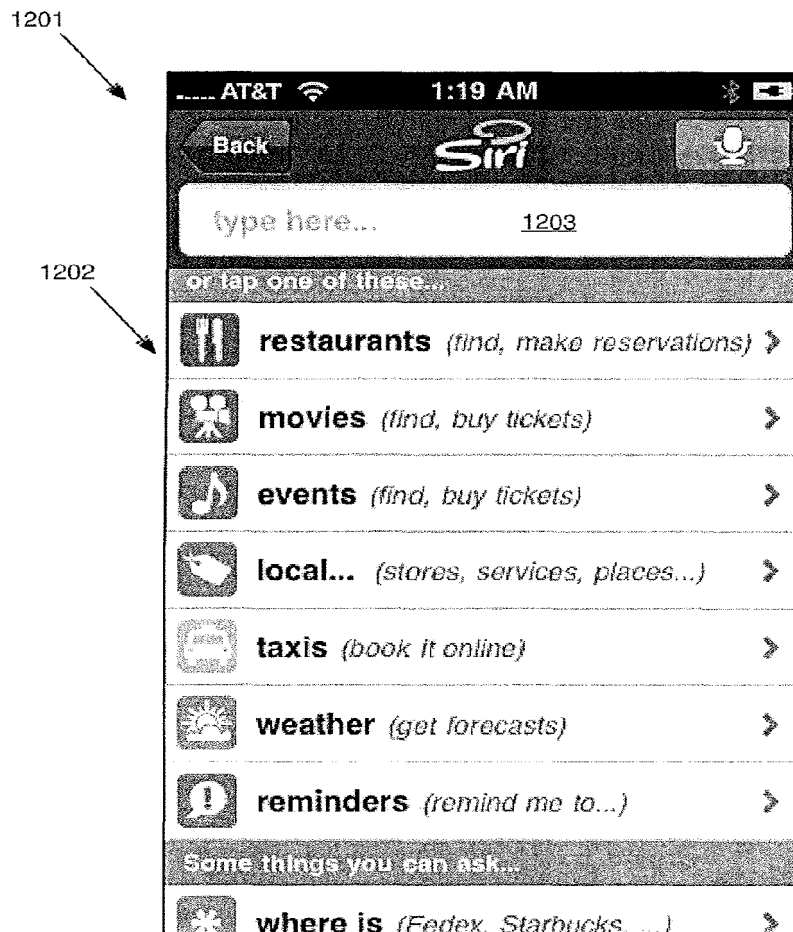 1201
..... AT&T 1:19 AM
Back Siri
type here... 1203
1202
or tap one of these...
restaurants (find, make reservations)
movies (find, buy tickets)
events (find, buy tickets)
local... (stores, services, places...)
taxis (book it online)
weather (get forecasts)
reminders (remind me to...)
Some things you can ask...
where is (Fedex, Starbucks, ...)